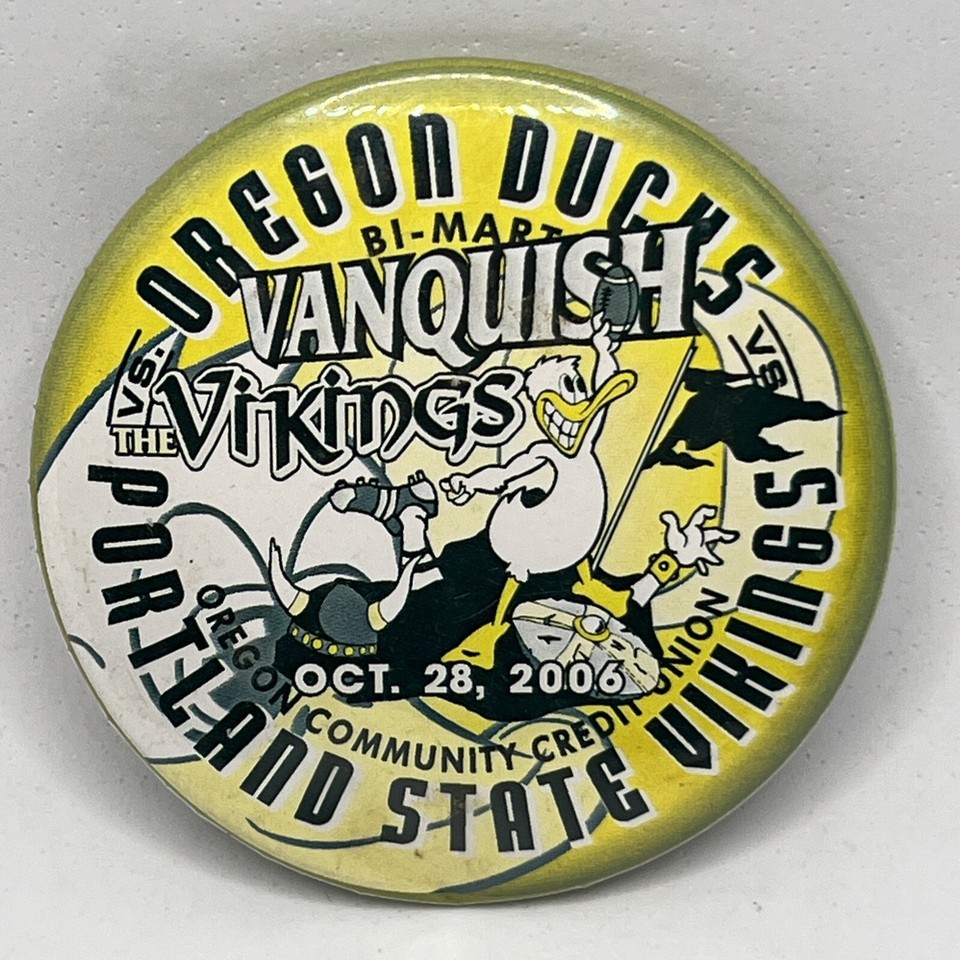 OREGON DUCKS
BI-MART
VANQUISH
VS.
VS
THE VIKINGS
OCT. 28, 2006
OREGON COMMUNITY CREDIT UNION
PORTLAND STATE VIKINGS